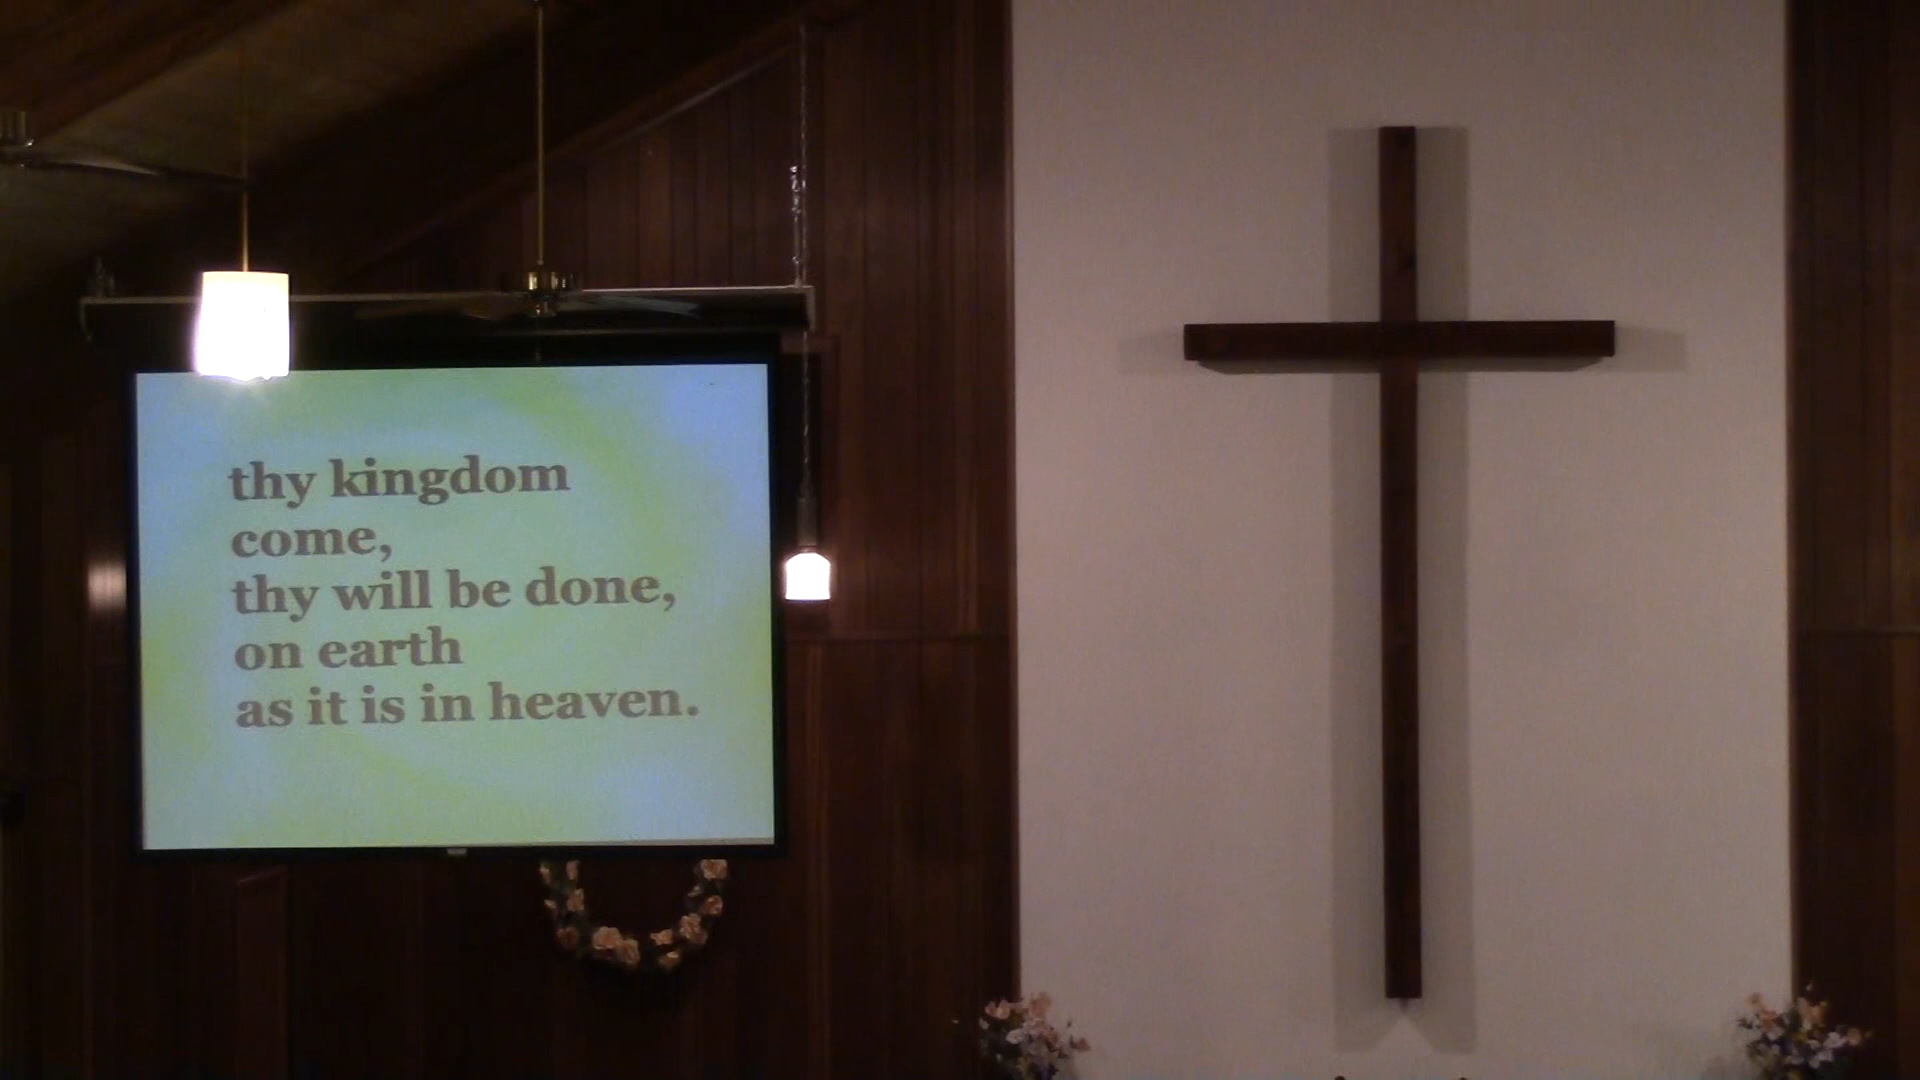 thy kingdom
come,
thy will be done,
on earth
as it is in heaven.